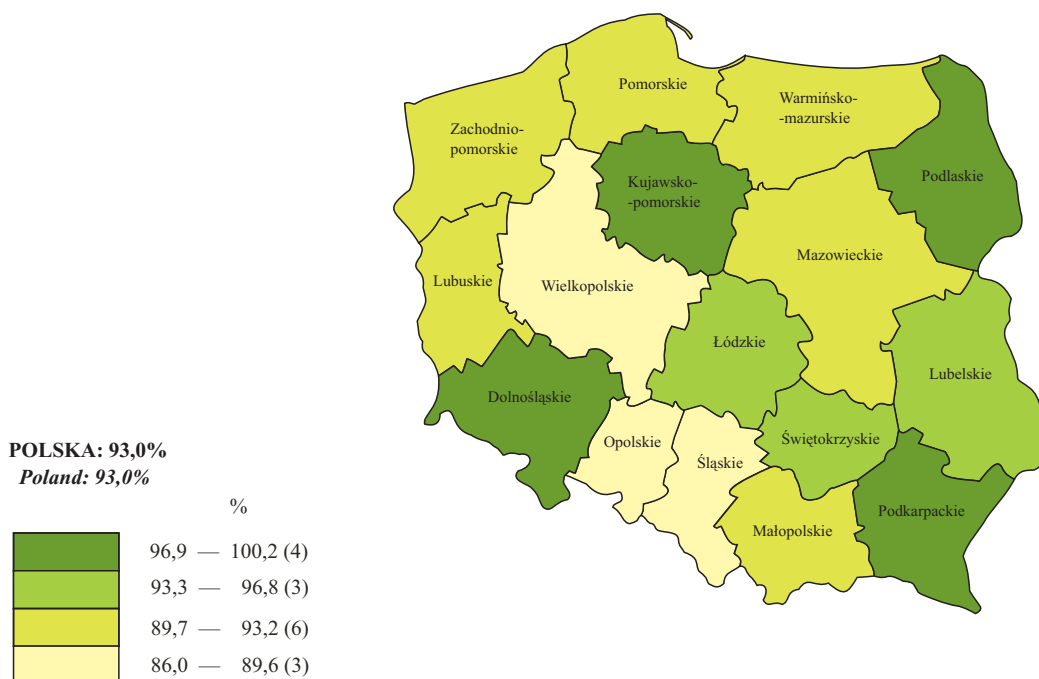 Pomorskie
Warmińsko-
-mazurskie
Zachodnio-
pomorskie
Podlaskie
Kujawsko-
-pomorskie
Mazowieckie
Lubuskie
Wielkopolskie
Łódzkie
Lubelskie
Dolnośląskie
Opolskie
Świętokrzyskie
Śląskie
Podkarpackie
Małopolskie
POLSKA: 93,0%
Poland: 93,0%
%
96,9 — 100,2 (4)
93,3 — 96,8 (3)
89,7 — 93,2 (6)
86,0 — 89,6 (3)